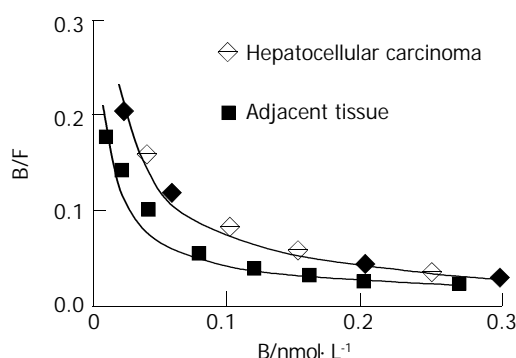 0.3
Hepatocellular carcinoma
0.2
Adjacent tissue
B/F
0.1
0.0
0 0.1 0.2 0.3
B/nmol· L⁻¹